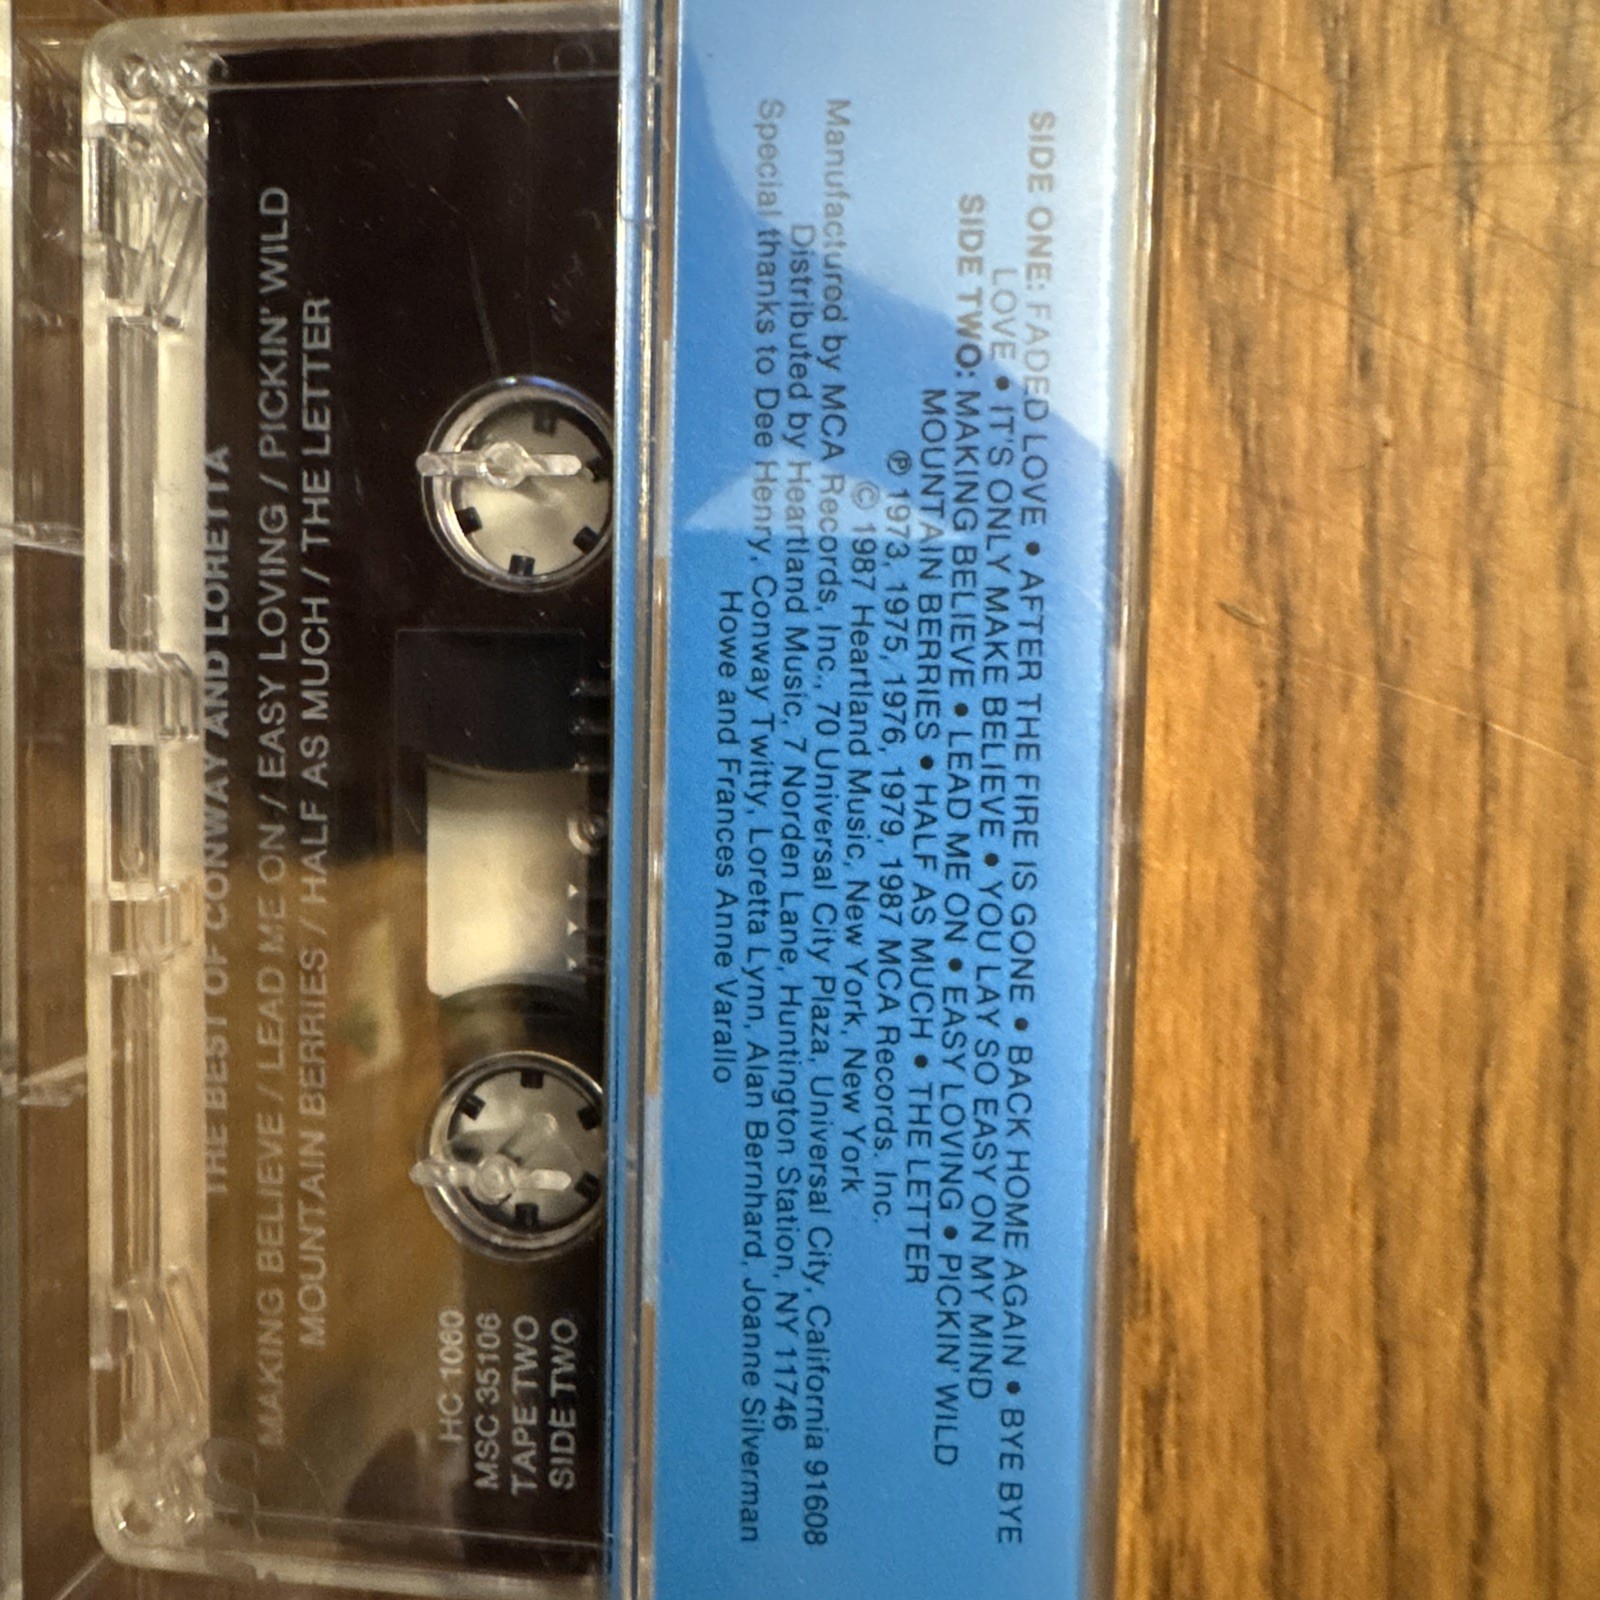 SIDE ONE: FADED LOVE • AFTER THE FIRE IS GONE • BACK HOME AGAIN • BYE BYE
LOVE • IT'S ONLY MAKE BELIEVE • YOU LAY SO EASY ON MY MIND
SIDE TWO: MAKING BELIEVE • LEAD ME ON • EASY LOVING • PICKIN' WILD
MOUNTAIN BERRIES • HALF AS MUCH • THE LETTER
℗ 1973, 1975, 1976, 1979, 1987 MCA Records. Inc.
© 1987 Heartland Music, New York, New York
Manufactured by MCA Records, Inc., 70 Universal City Plaza, Universal City, California 91608
Distributed by Heartland Music, 7 Norden Lane, Huntington Station, NY 11746
Special thanks to Dee Henry, Conway Twitty, Loretta Lynn, Alan Bernhard, Joanne Silverman
Howe and Frances Anne Varallo
THE BEST OF CONWAY AND LORETTA
MAKING BELIEVE / LEAD ME ON / EASY LOVING / PICKIN' WILD
MOUNTAIN BERRIES / HALF AS MUCH / THE LETTER
HC 1060
MSC 35106
TAPE TWO
SIDE TWO